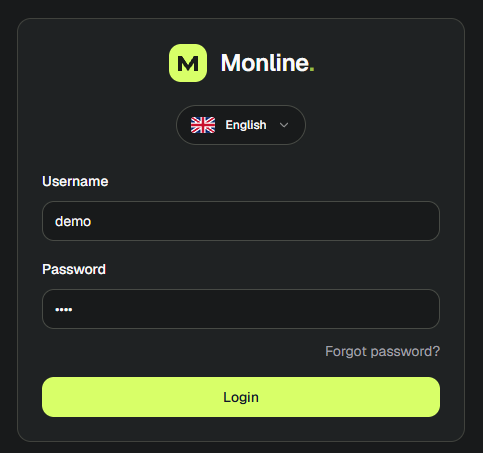 Monline.
English
Username
demo
Password
••••
Forgot password?
Login